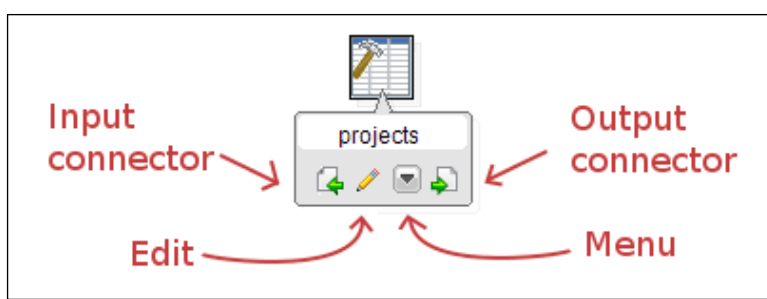 Input
connector
projects
Output
connector
Edit
Menu